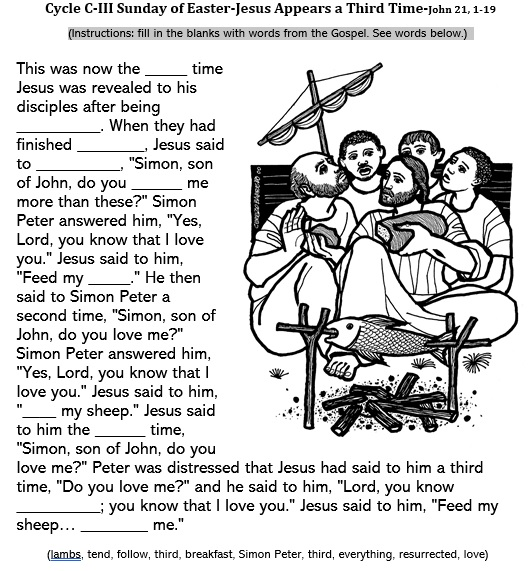 Cycle C-III Sunday of Easter-Jesus Appears a Third Time-John 21, 1-19
(Instructions: fill in the blanks with words from the Gospel. See words below.)
This was now the _____ time
Jesus was revealed to his
disciples after being
__________. When they had
finished ________, Jesus said
to __________, "Simon, son
of John, do you ______ me
more than these?" Simon
Peter answered him, "Yes,
Lord, you know that I love
you." Jesus said to him,
"Feed my _____." He then
said to Simon Peter a
second time, "Simon, son of
John, do you love me?"
Simon Peter answered him,
"Yes, Lord, you know that I
love you." Jesus said to him,
"____ my sheep." Jesus said
to him the ______ time,
"Simon, son of John, do you
love me?" Peter was distressed that Jesus had said to him a third
time, "Do you love me?" and he said to him, "Lord, you know
__________; you know that I love you." Jesus said to him, "Feed my
sheep… ________ me."
(lambs, tend, follow, third, breakfast, Simon Peter, third, everything, resurrected, love)